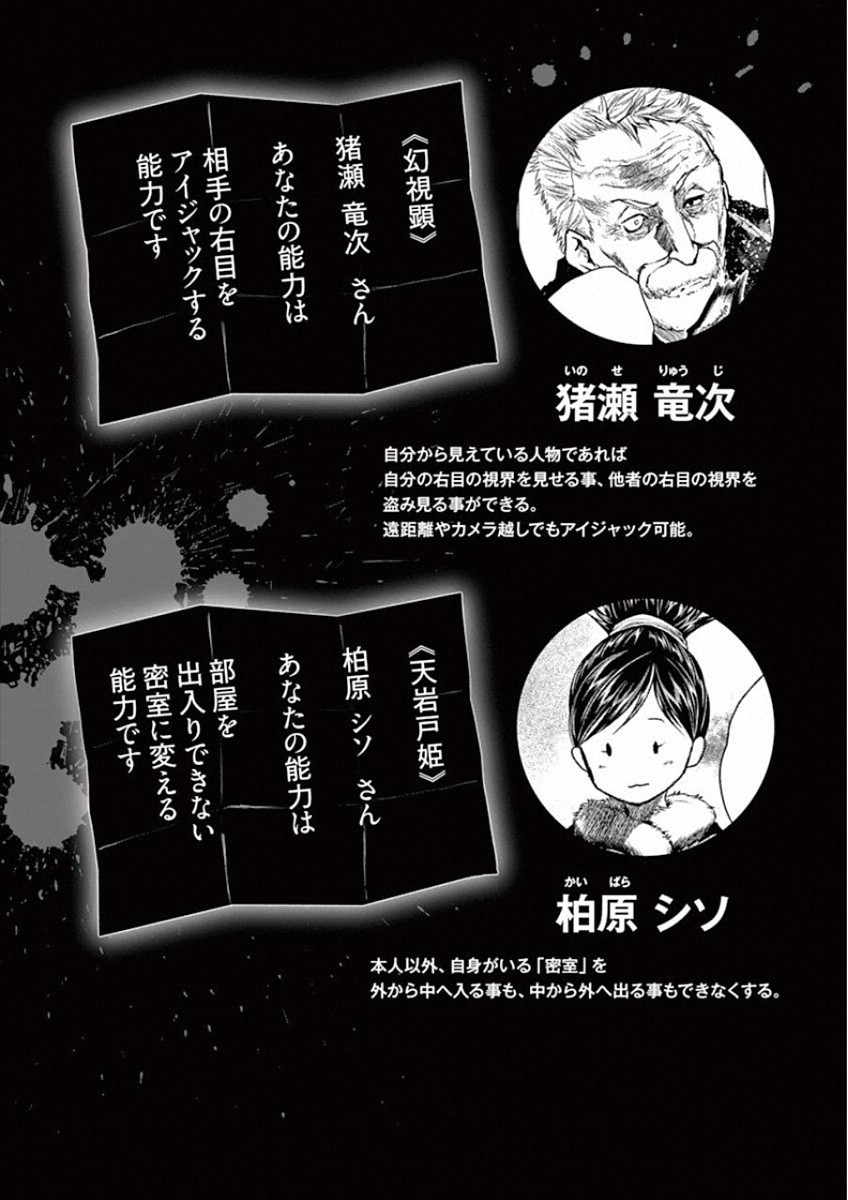 《幻視顕》
猪瀬 竜次 さん
あなたの能力は
相手の右目を
アイジャックする
能力です
いの せ りゅう じ
猪瀬 竜次
自分から見えている人物であれば
自分の右目の視界を見せる事、他者の右目の視界を
盗み見る事ができる。
遠距離やカメラ越しでもアイジャック可能。
《天岩戸姫》
柏原 シソ さん
あなたの能力は
部屋を
出入りできない
密室に変える
能力です
かい ばら
柏原 シソ
本人以外、自身がいる「密室」を
外から中へ入る事も、中から外へ出る事もできなくする。